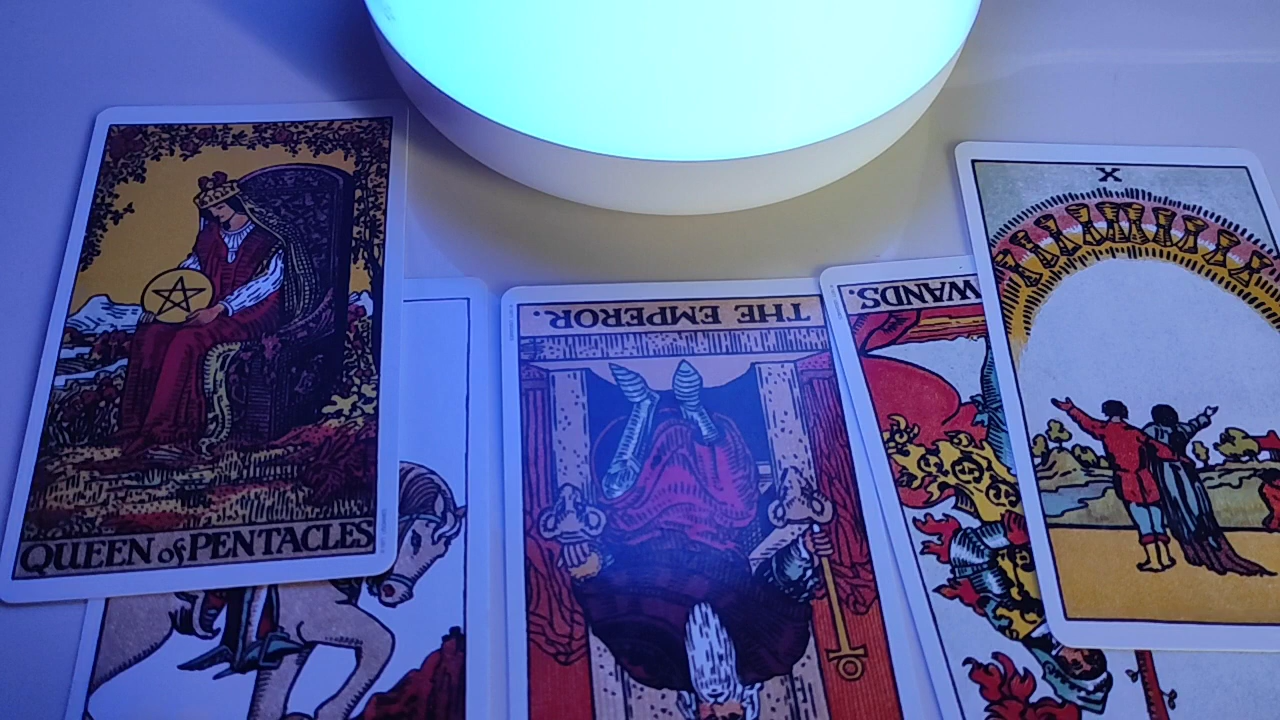 X
THE EMPEROR.
WANDS.
QUEEN of PENTACLES